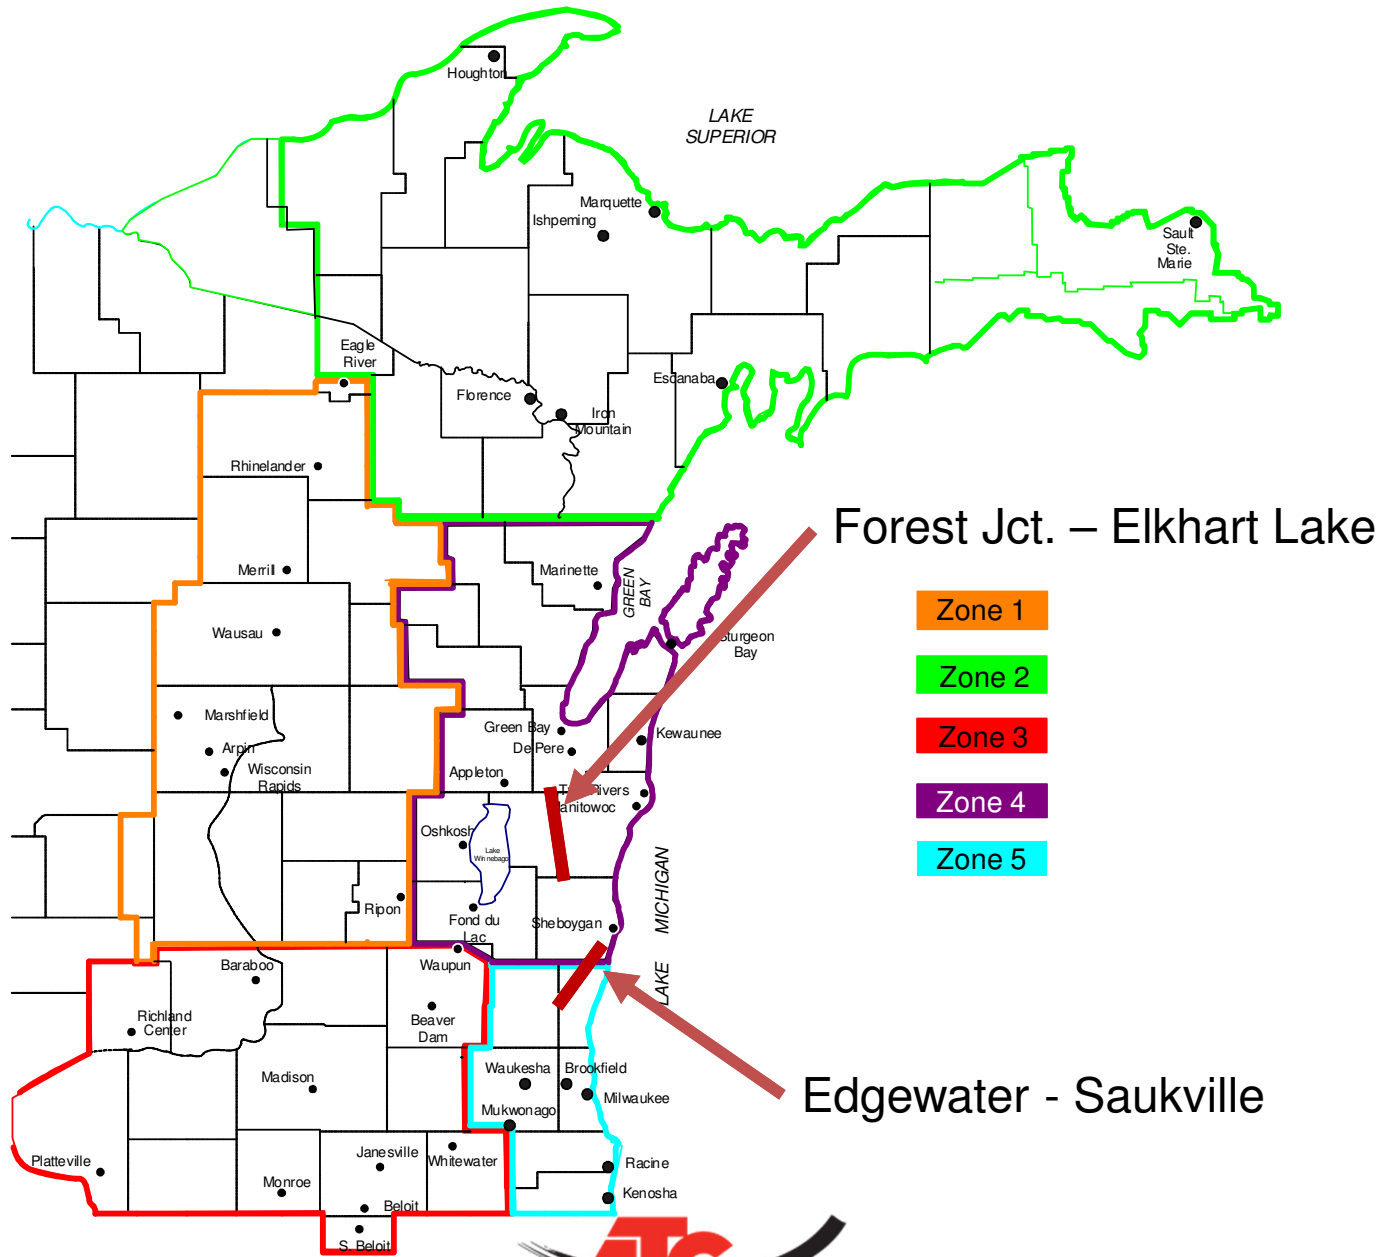 Houghton
LAKE
SUPERIOR
Marquette
Ishpeming
Sault
Ste.
Marie
Eagle
River
Escanaba
Florence
Iron
Mountain
Rhinelander
Forest Jct. – Elkhart Lake
Merrill
Marinette
GREEN
BAY
Zone 1
Wausau
Sturgeon
Bay
Zone 2
Marshfield
Green Bay
Kewaunee
Zone 3
Arpin
De Pere
Wisconsin
Rapids
Appleton
Rivers
Zone 4
Oshkosh
Lake
Winnebago
Zone 5
Ripon
Fond du
Lac
Sheboygan
LAKE MICHIGAN
Baraboo
Waupun
Richland
Center
Beaver
Dam
Madison
Waukesha
Brookfield
Milwaukee
Mukwonago
Edgewater - Saukville
Platteville
Janesville
Whitewater
Racine
Monroe
Kenosha
Beloit
S. Beloit
ATC